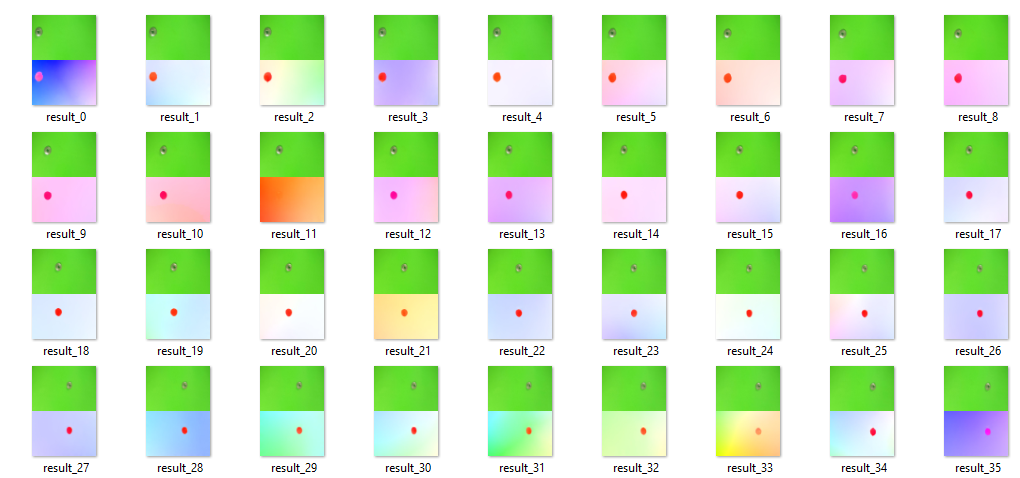 result_0 result_1 result_2 result_3 result_4 result_5 result_6 result_7 result_8
result_9 result_10 result_11 result_12 result_13 result_14 result_15 result_16 result_17
result_18 result_19 result_20 result_21 result_22 result_23 result_24 result_25 result_26
result_27 result_28 result_29 result_30 result_31 result_32 result_33 result_34 result_35